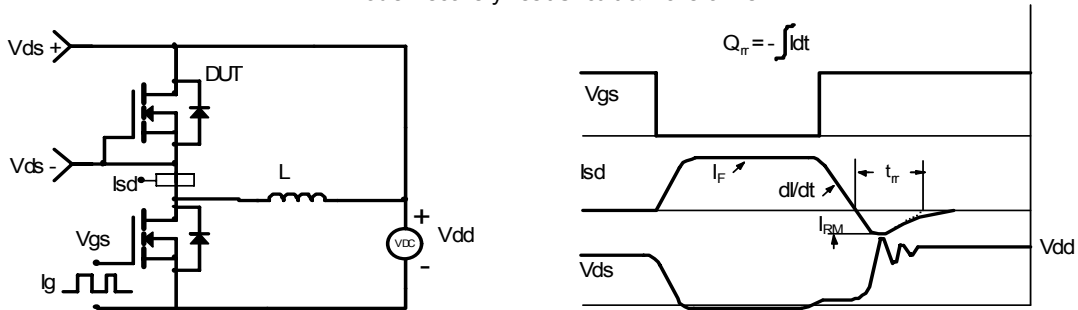 Vds +
DUT
Vds -
Isd
L
Vgs
Ig
+
VDC
-
Vdd
Qrr = - ∫Idt
Vgs
Isd
IF
dI/dt
trr
IRM
Vds
Vdd